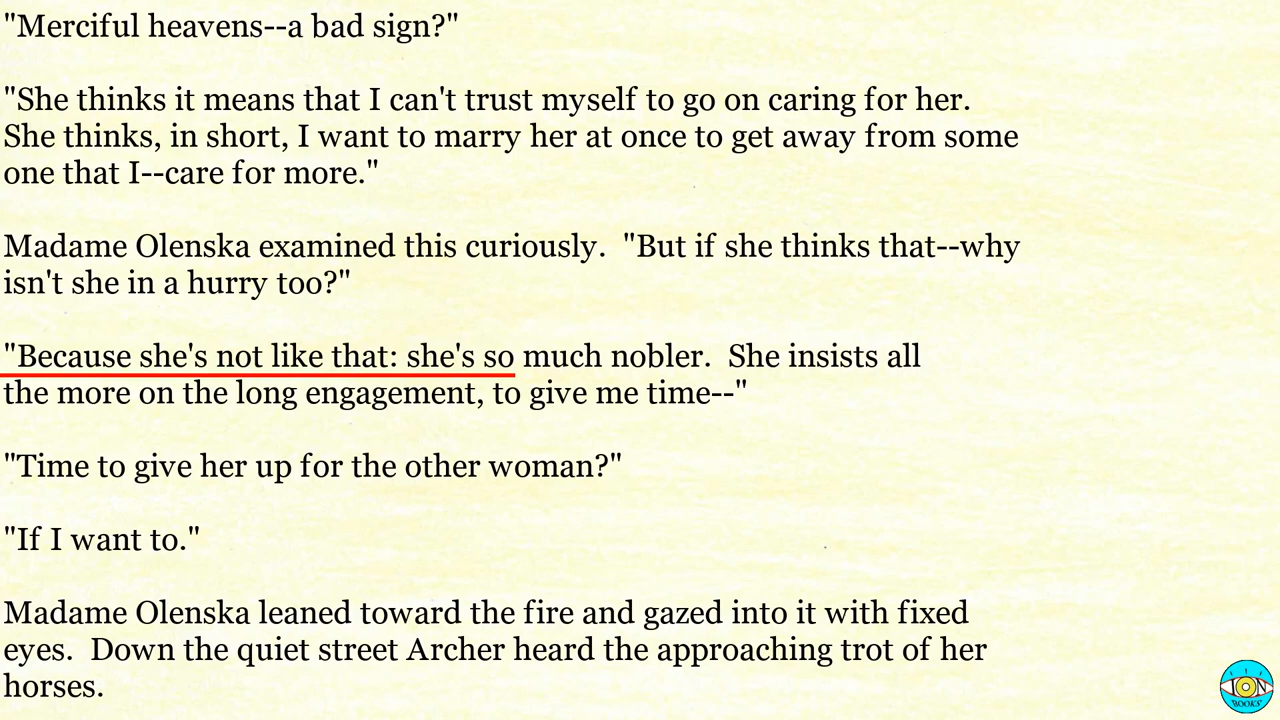 "Merciful heavens--a bad sign?"
"She thinks it means that I can't trust myself to go on caring for her.
She thinks, in short, I want to marry her at once to get away from some
one that I--care for more."
Madame Olenska examined this curiously.  "But if she thinks that--why
isn't she in a hurry too?"
"Because she's not like that: she's so much nobler.  She insists all
the more on the long engagement, to give me time--"
"Time to give her up for the other woman?"
"If I want to."
Madame Olenska leaned toward the fire and gazed into it with fixed
eyes.  Down the quiet street Archer heard the approaching trot of her
horses.
ION
BOOKS